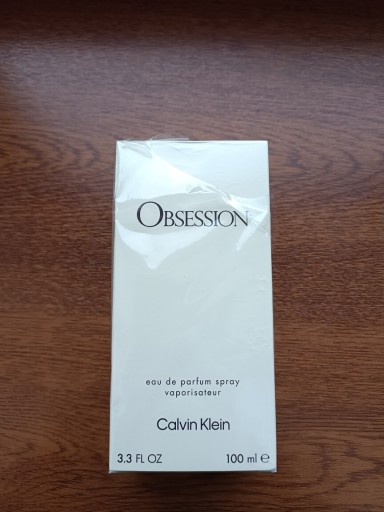 OBSESSION
eau de parfum spray
vaporisateur
Calvin Klein
3.3 FL OZ 100 ml ℮